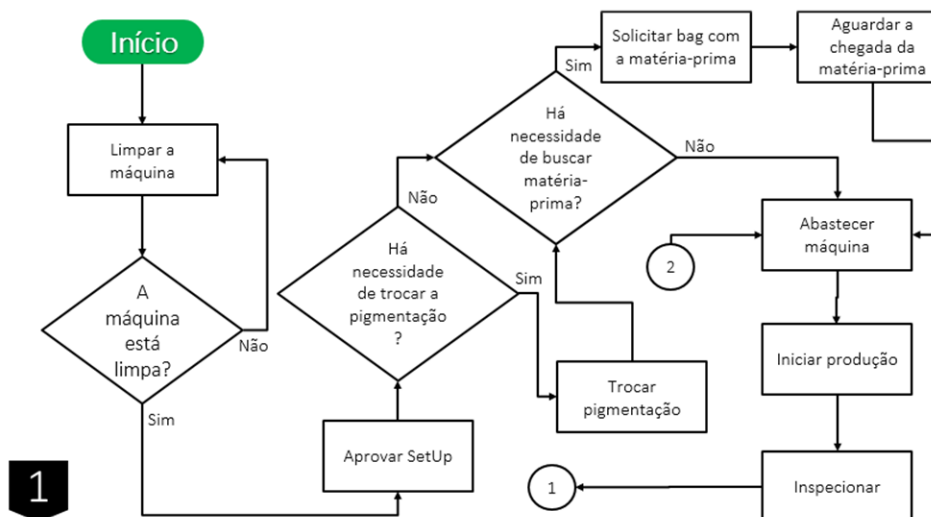 Início
Limpar a
máquina
A
máquina
está
limpa?
Não
Sim
Aprovar SetUp
Há
necessidade
de trocar a
pigmentação
?
Não
Sim
Trocar
pigmentação
Há
necessidade
de buscar
matéria-
prima?
Sim
Não
Solicitar bag com
a matéria-prima
Aguardar a
chegada da
matéria-prima
Abastecer
máquina
2
Iniciar produção
Inspecionar
1
1